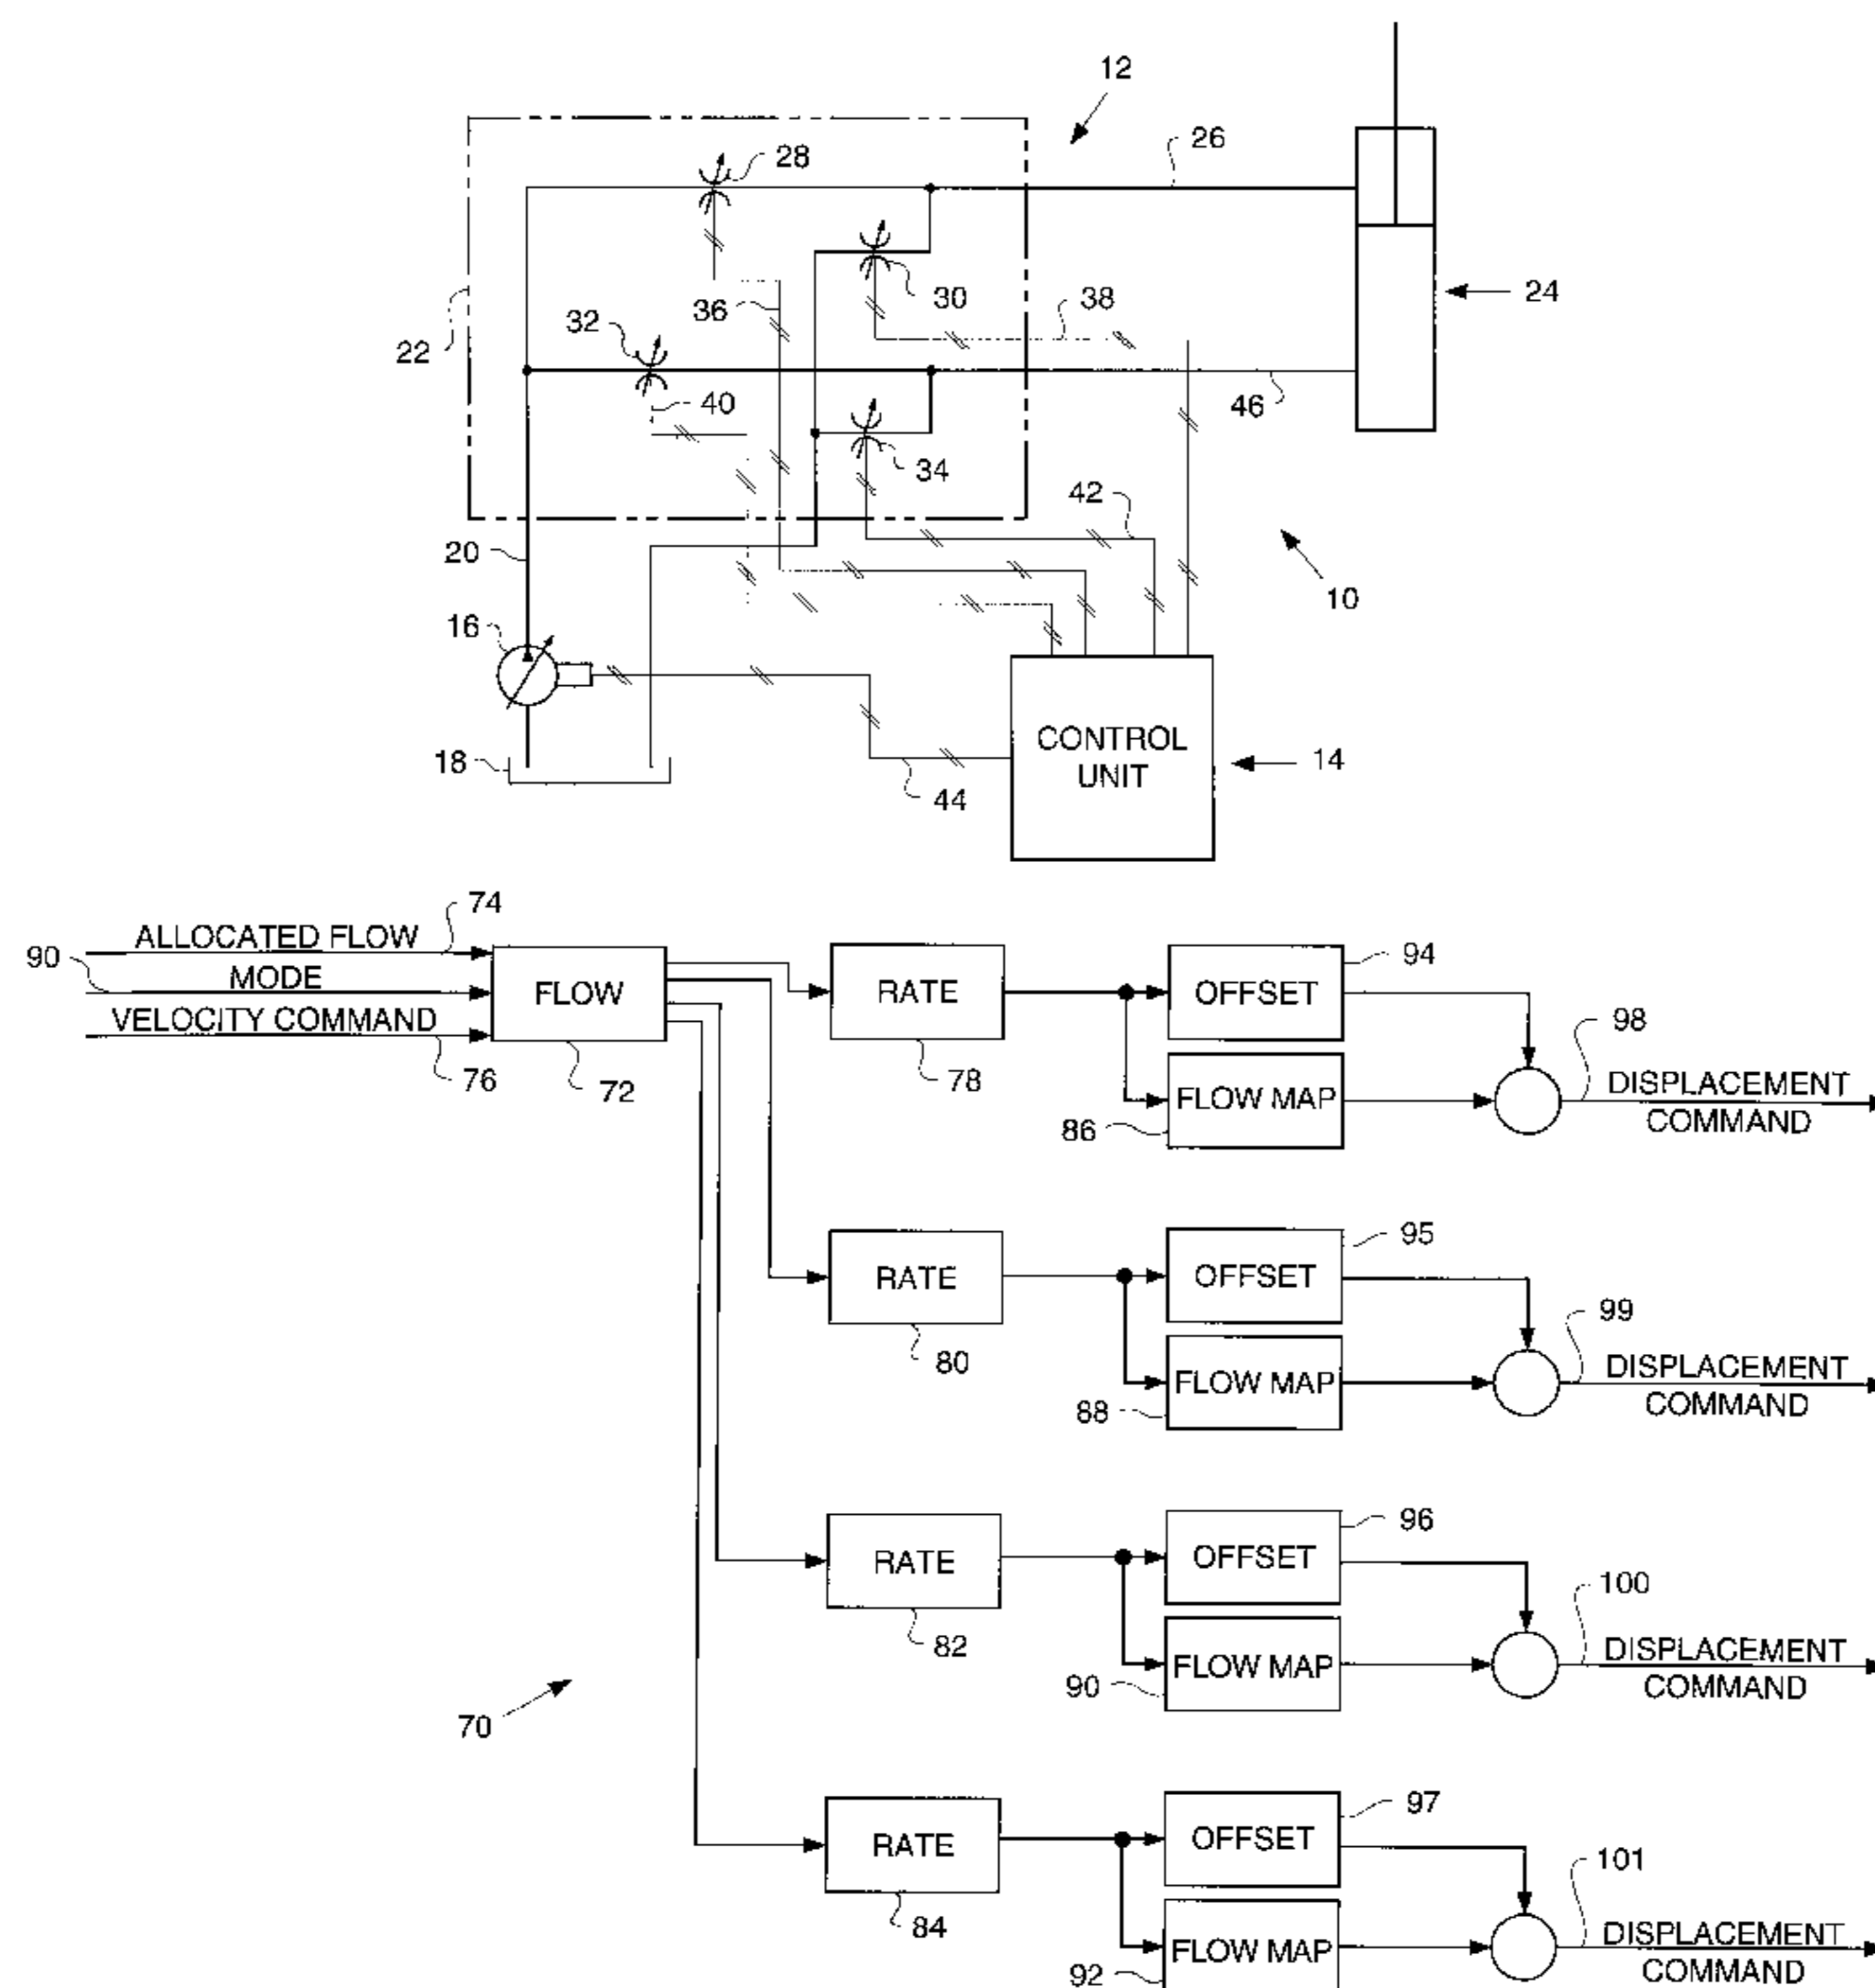 12
28
26
30
36
38
24
32
22
40
46
34
42
20
10
16
CONTROL
UNIT
14
18
44
74
ALLOCATED FLOW
90
MODE
FLOW
VELOCITY COMMAND
76
72
RATE
78
OFFSET
94
FLOW MAP
86
98
DISPLACEMENT
COMMAND
RATE
80
OFFSET
95
FLOW MAP
88
99
DISPLACEMENT
COMMAND
RATE
82
OFFSET
96
FLOW MAP
90
100
DISPLACEMENT
COMMAND
70
RATE
84
OFFSET
97
FLOW MAP
92
101
DISPLACEMENT
COMMAND